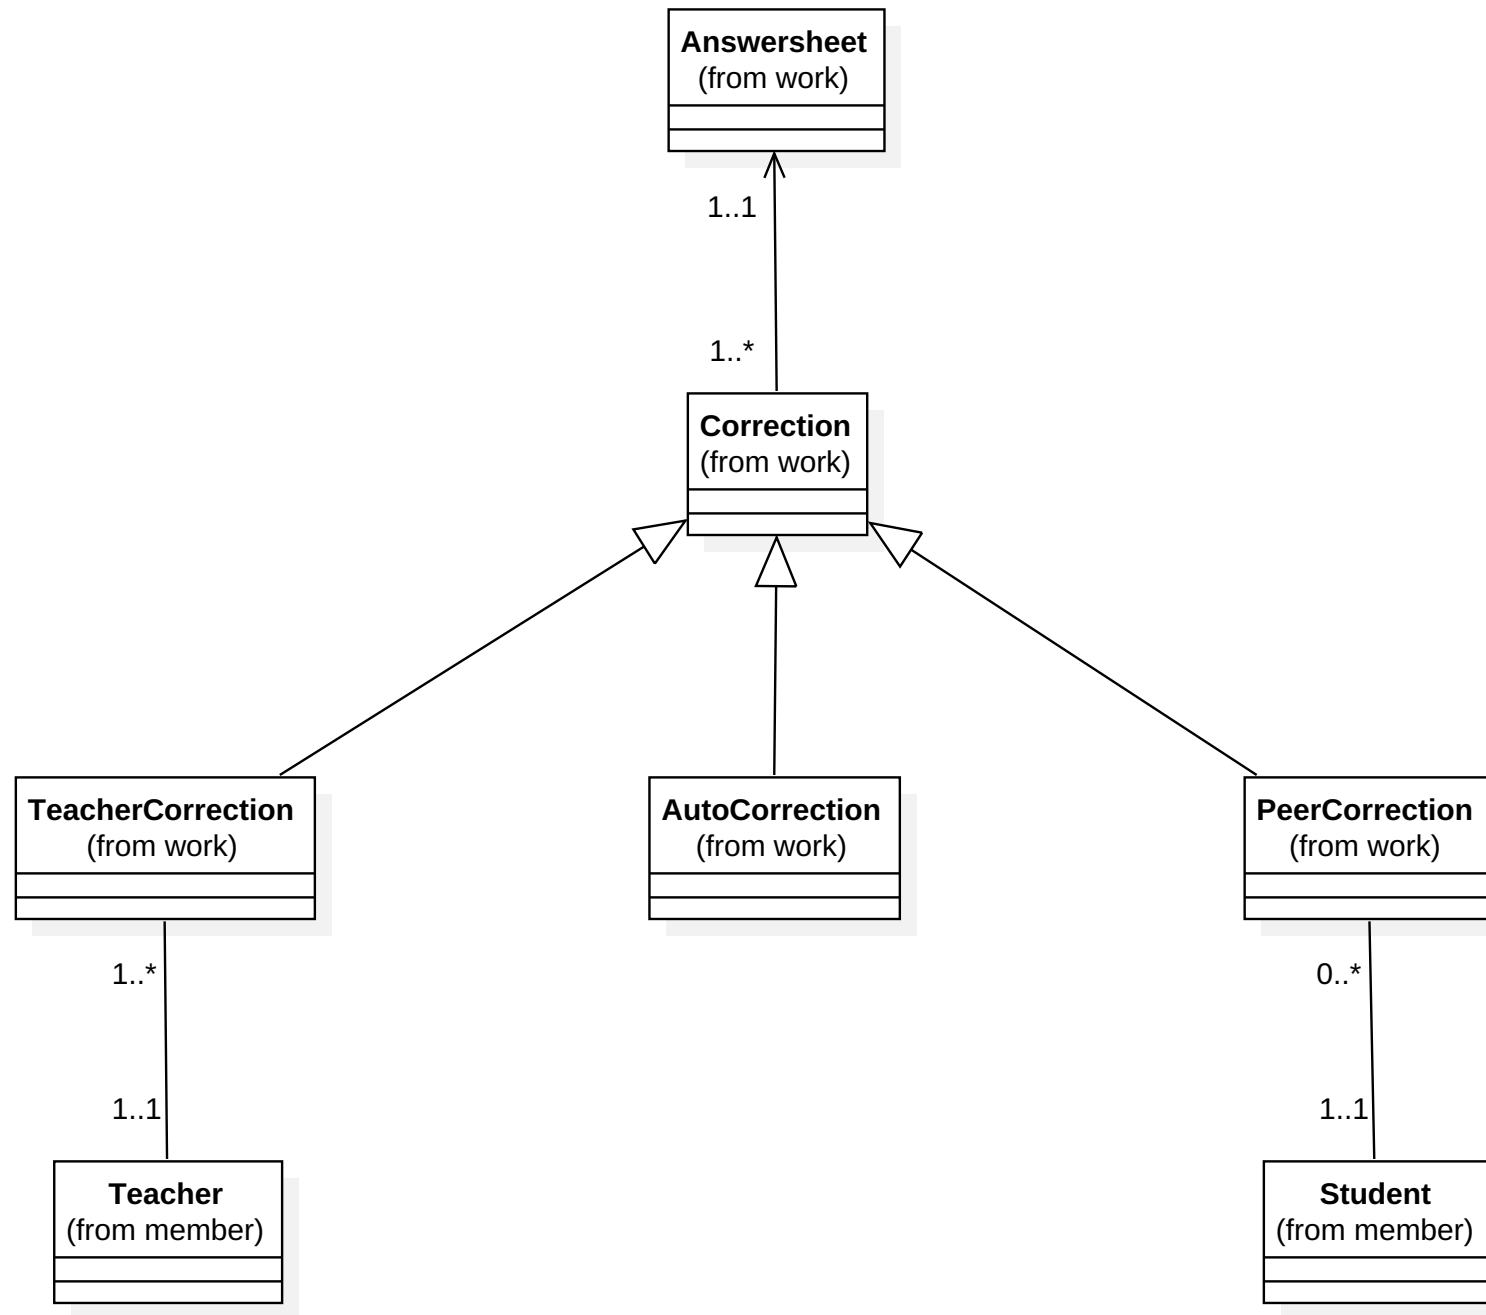 Answersheet
(from work)
1..1
1..*
Correction
(from work)
TeacherCorrection
(from work)
AutoCorrection
(from work)
PeerCorrection
(from work)
1..*
0..*
1..1
1..1
Teacher
(from member)
Student
(from member)